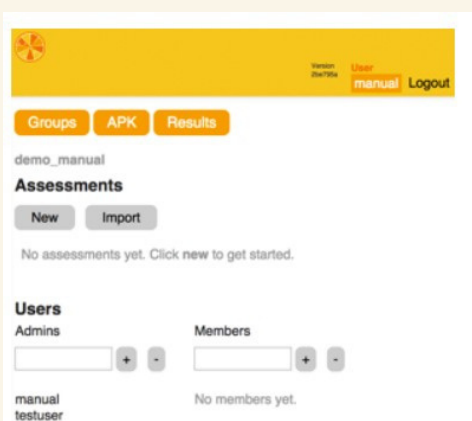 Version User
manual Logout
Groups APK Results
demo_manual
Assessments
New Import
No assessments yet. Click new to get started.
Users
Admins Members
+ - + -
manual No members yet.
testuser